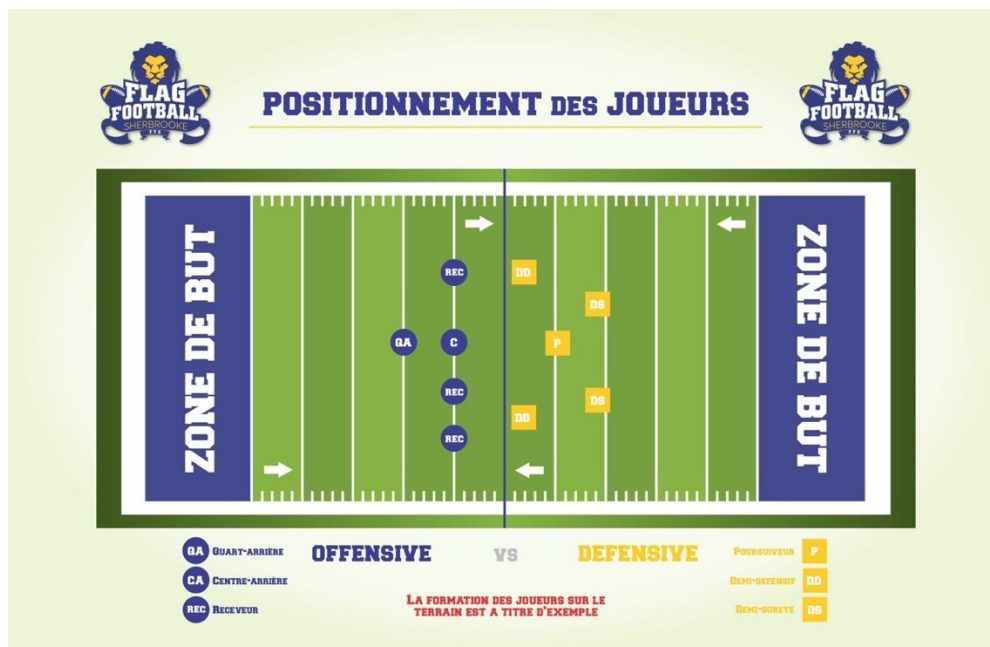 FLAG
FOOTBALL
SHERBROOKE
POSITIONNEMENT DES JOUEURS
FLAG
FOOTBALL
SHERBROOKE
ZONE DE BUT
REC
DD
DS
QA
C
P
REC
DS
DD
REC
ZONE DE BUT
QA QUART-ARRIÈRE
CA CENTRE-ARRIÈRE
REC RECEVEUR
OFFENSIVE VS DEFENSIVE
LA FORMATION DES JOUEURS SUR LE
TERRAIN EST A TITRE D'EXEMPLE
POURSUIVEUR P
DEMI-DEFENSIF DD
DEMI-SURETÉ DS